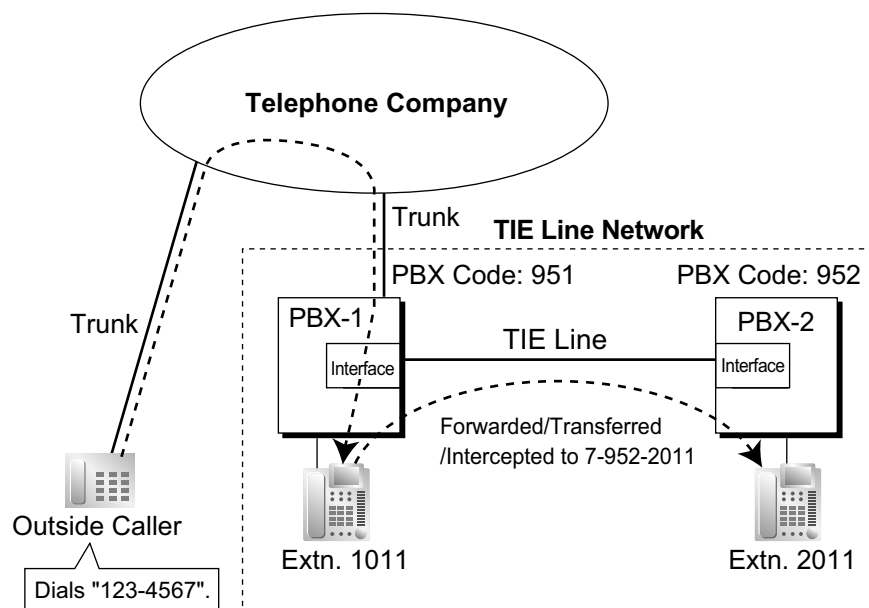 Telephone Company
Trunk
TIE Line Network
PBX Code: 951
PBX Code: 952
Trunk
PBX-1
PBX-2
TIE Line
Interface
Interface
Forwarded/Transferred
/Intercepted to 7-952-2011
Outside Caller
Extn. 1011
Extn. 2011
Dials "123-4567".